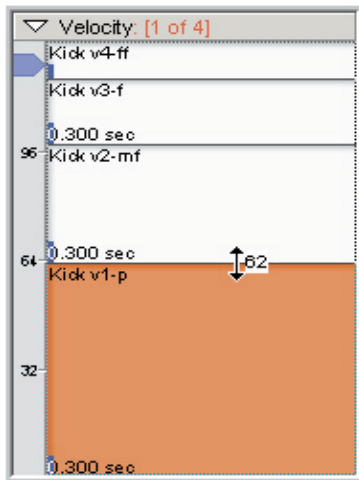 Velocity: [1 of 4]
Kick v4-ff
Kick v3-f
0.300 sec
96
Kick v2-mf
0.300 sec
62
64
Kick v1-p
32
0.300 sec